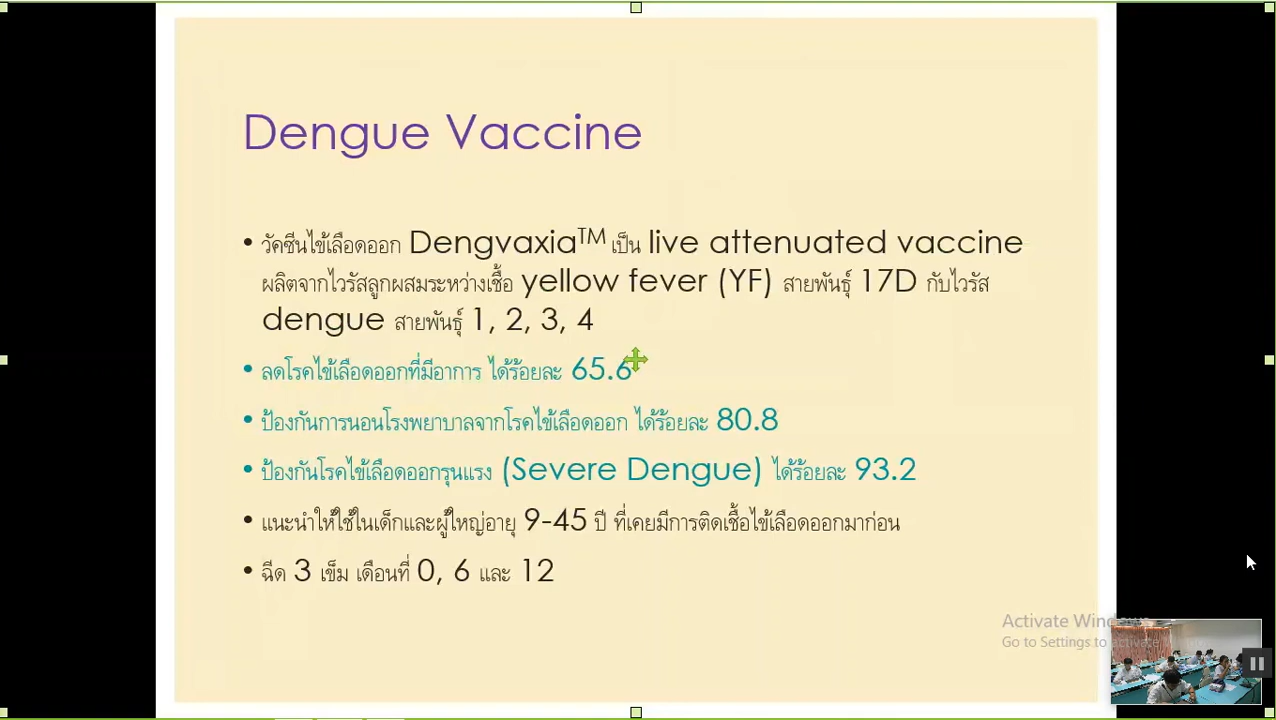 Dengue Vaccine
• วัคซีนไข้เลือดออก Dengvaxia™ เป็น live attenuated vaccine
ผลิตจากไวรัสลูกผสมระหว่างเชื้อ yellow fever (YF) สายพันธุ์ 17D กับไวรัส
dengue สายพันธุ์ 1, 2, 3, 4
• ลดโรคไข้เลือดออกที่มีอาการ ได้ร้อยละ 65.6
• ป้องกันการนอนโรงพยาบาลจากโรคไข้เลือดออก ได้ร้อยละ 80.8
• ป้องกันโรคไข้เลือดออกรุนแรง (Severe Dengue) ได้ร้อยละ 93.2
• แนะนำให้ใช้ในเด็กและผู้ใหญ่อายุ 9-45 ปี ที่เคยมีการติดเชื้อไข้เลือดออกมาก่อน
• ฉีด 3 เข็ม เดือนที่ 0, 6 และ 12
Activate Windows
Go to Settings to activate